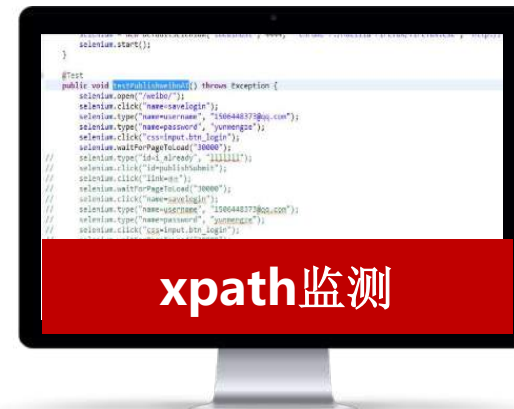 selenium.start();
}
@Test
public void testPublishweiboAT() throws Exception {
selenium.open("/weibo/");
selenium.click("name=savelogin");
selenium.type("name=username", "1506448373@qq.com");
selenium.type("name=password", "yunmengze");
selenium.click("css=input.btn_login");
selenium.waitForPageToLoad("30000");
// selenium.type("id=i_already", "lllllll");
// selenium.click("id=publishSubmit");
// selenium.click("link=");
// selenium.waitForPageToLoad("30000");
// selenium.click("name=savelogin");
// selenium.type("name=username", "1506448373@qq.com");
// selenium.type("name=password", "yunmengze");
// selenium.click("css=input.btn_login");
xpath监测